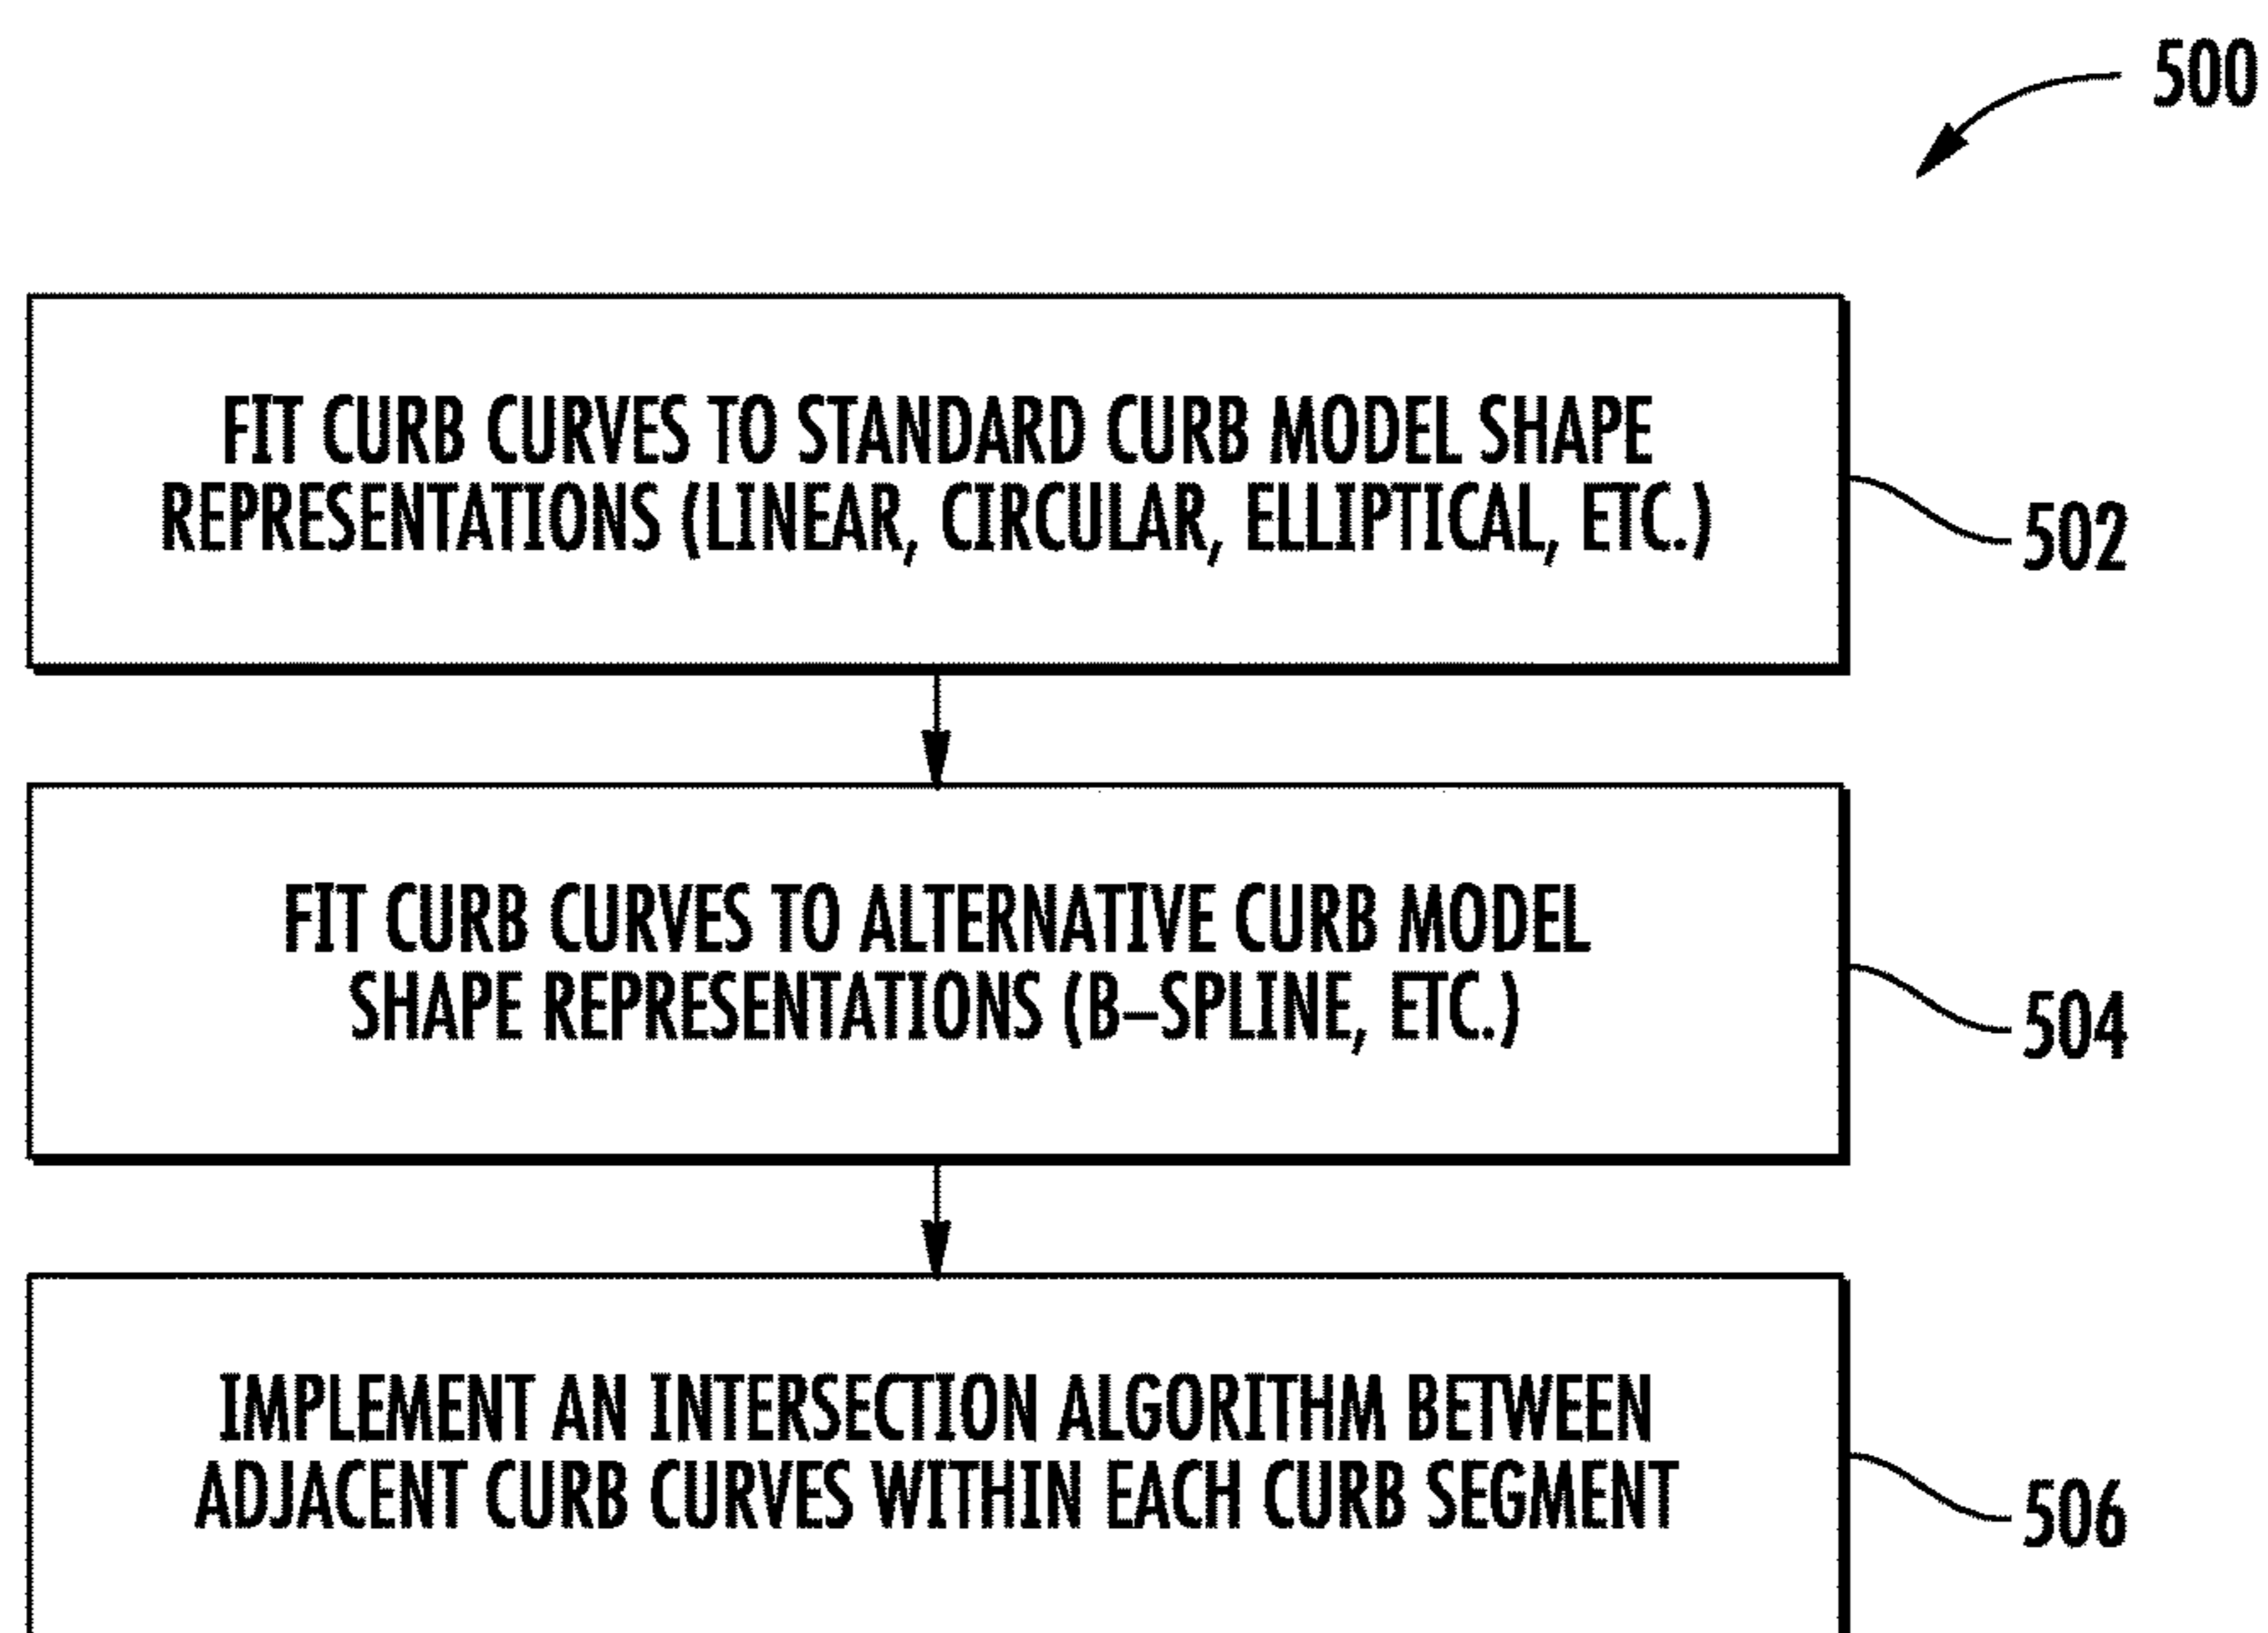 500
FIT CURB CURVES TO STANDARD CURB MODEL SHAPE
REPRESENTATIONS (LINEAR, CIRCULAR, ELLIPTICAL, ETC.)
502
FIT CURB CURVES TO ALTERNATIVE CURB MODEL
SHAPE REPRESENTATIONS (B–SPLINE, ETC.)
504
IMPLEMENT AN INTERSECTION ALGORITHM BETWEEN
ADJACENT CURB CURVES WITHIN EACH CURB SEGMENT
506